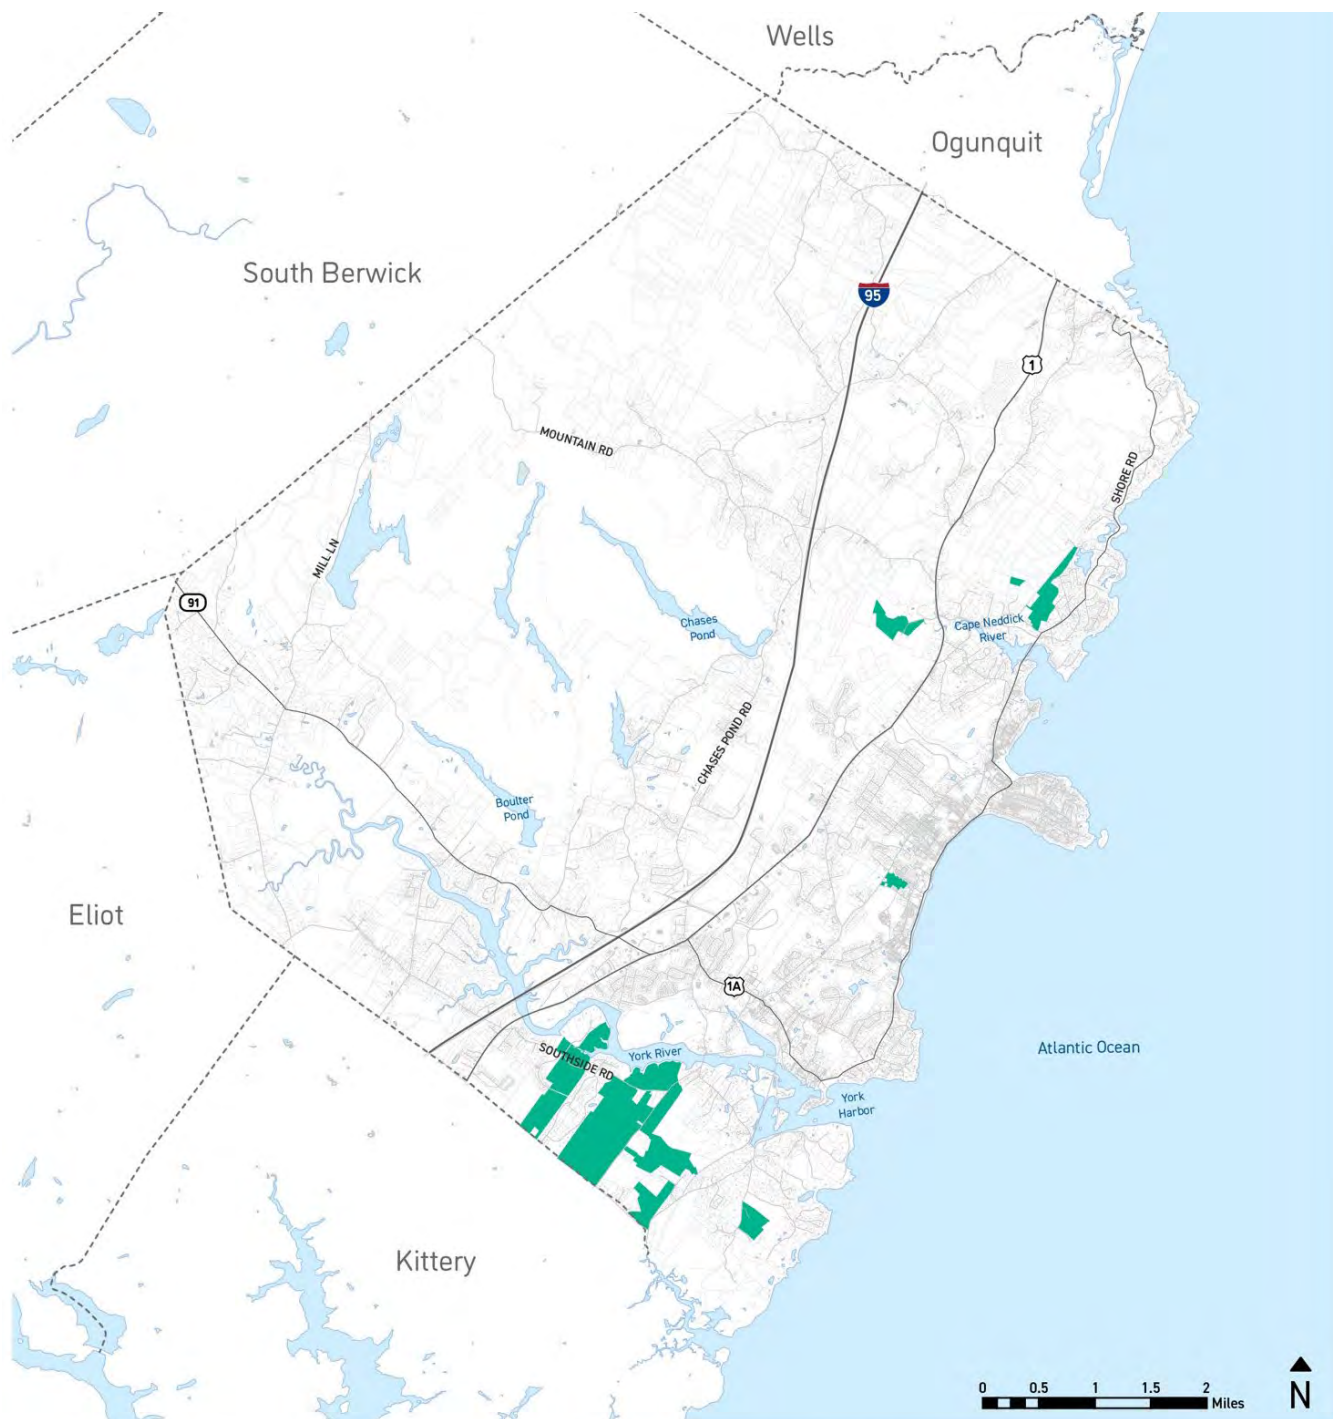 Wells
Ogunquit
South Berwick
95
1
MOUNTAIN RD
SHORE RD
MILL LN
91
Chases
Pond
Cape Neddick
River
CHASES POND RD
Boulter
Pond
Eliot
1A
SOUTHSIDE RD
York River
Atlantic Ocean
York
Harbor
Kittery
0 0.5 1 1.5 2
Miles
N